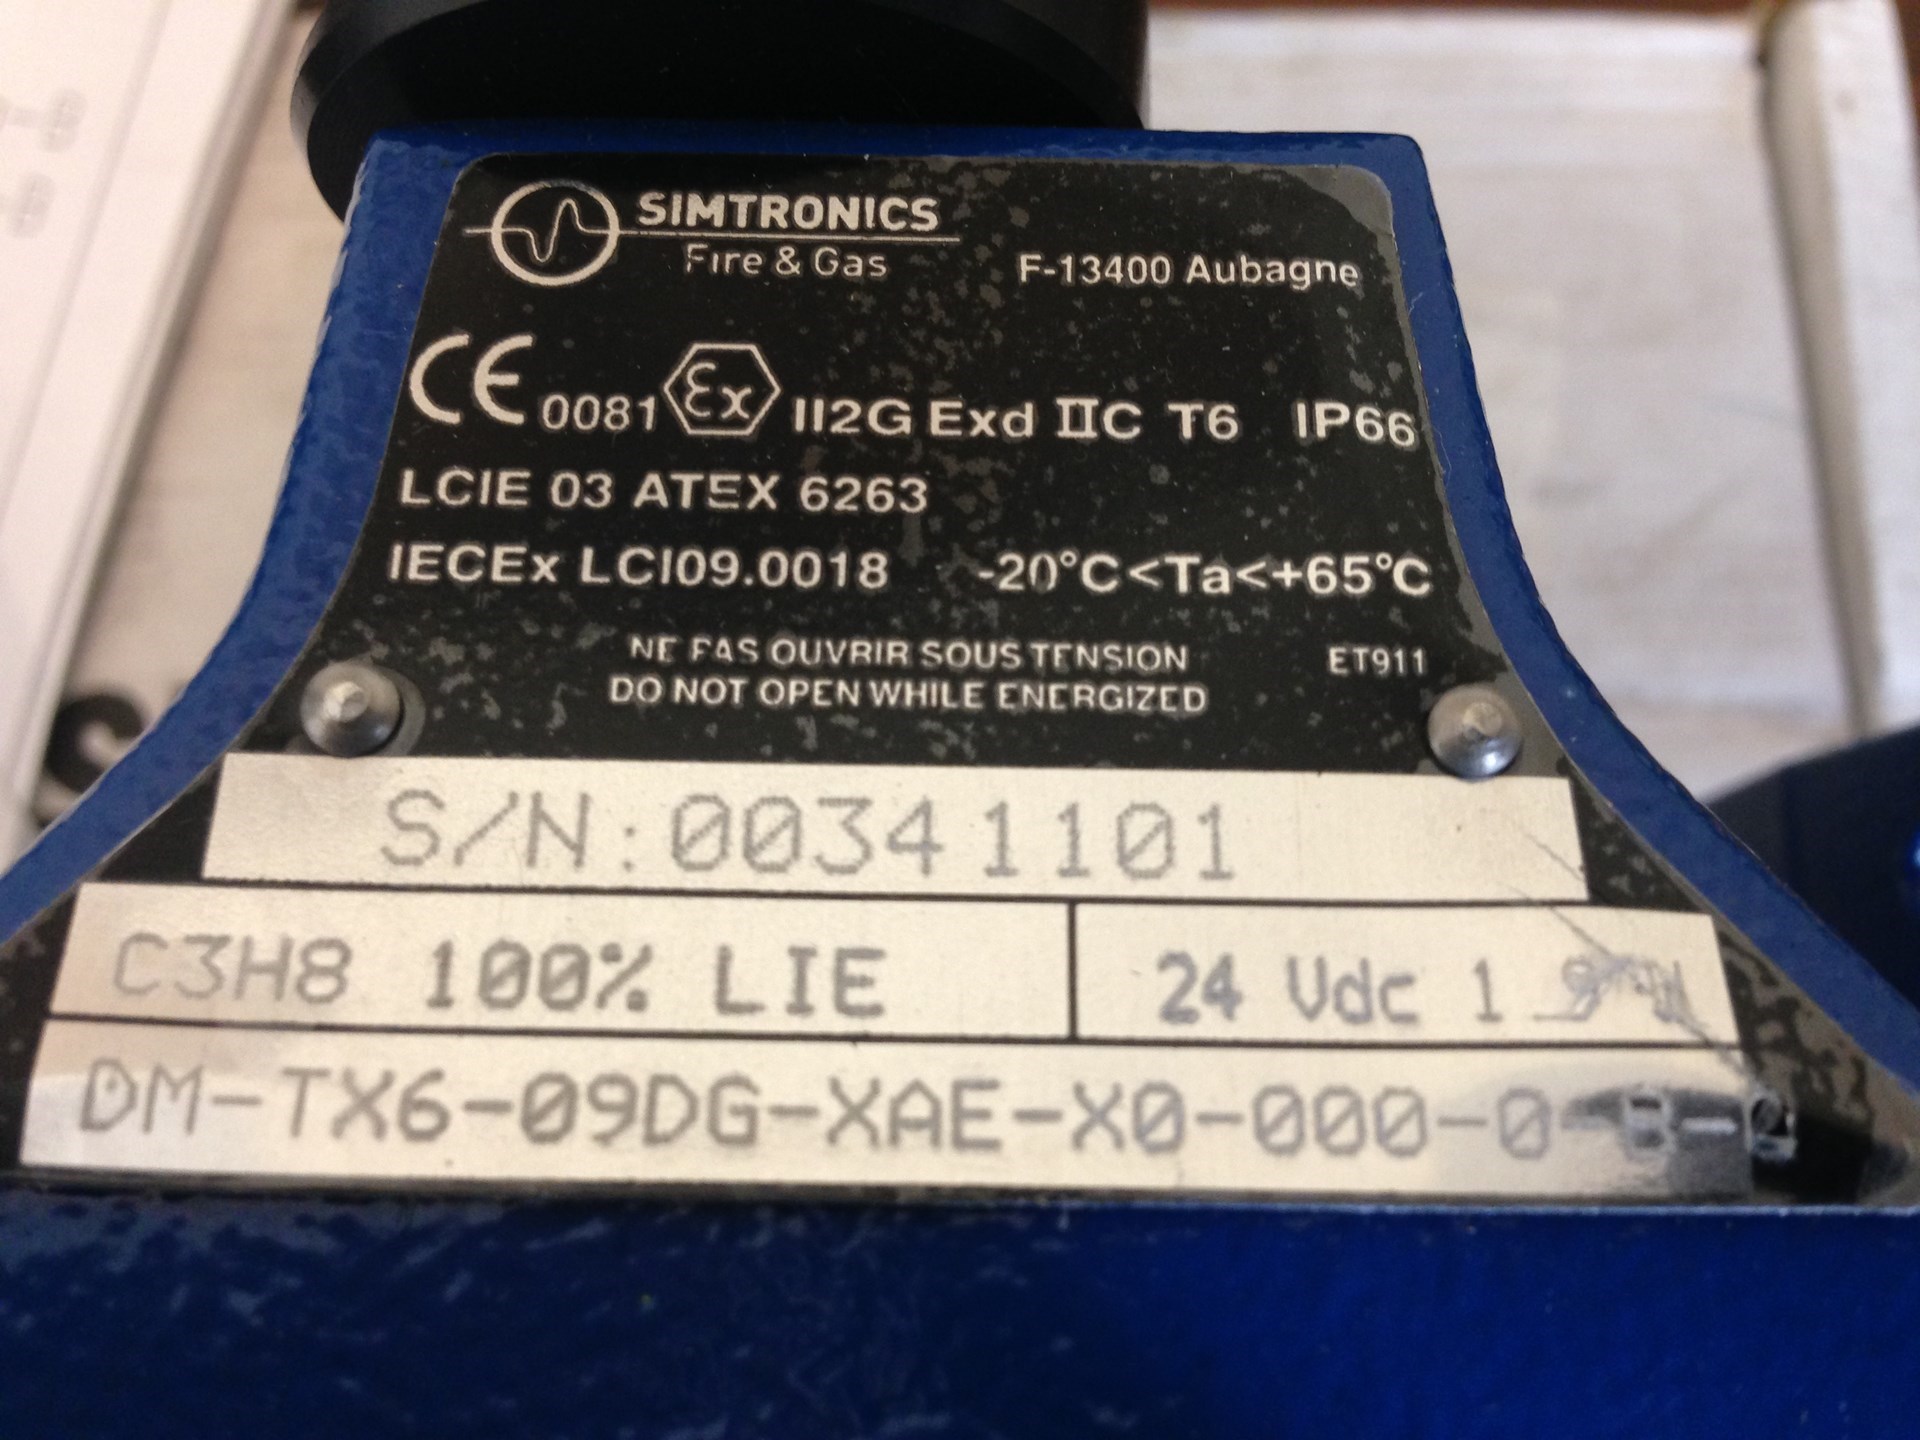 SIMTRONICS
Fire & Gas
F-13400 Aubagne
CE 0081 Ex II2G Exd IIC T6 IP66
LCIE 03 ATEX 6263
IECEx LCI09.0018 -20°C<Ta<+65°C
NE PAS OUVRIR SOUS TENSION ET911
DO NOT OPEN WHILE ENERGIZED
S/N:00341101
C3H8 100% LIE
24 Vdc 1
DM-TX6-09DG-XAE-X0-000-0